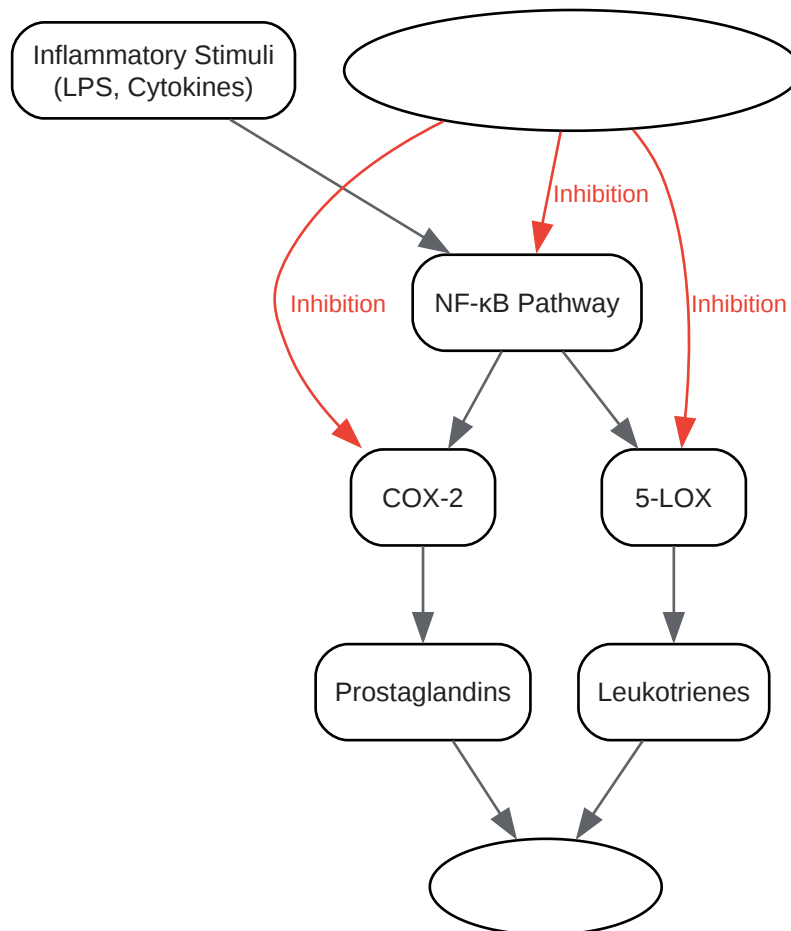 Inflammatory Stimuli
(LPS, Cytokines)
Inhibition
Inhibition
Inhibition
NF-κB Pathway
COX-2
5-LOX
Prostaglandins
Leukotrienes